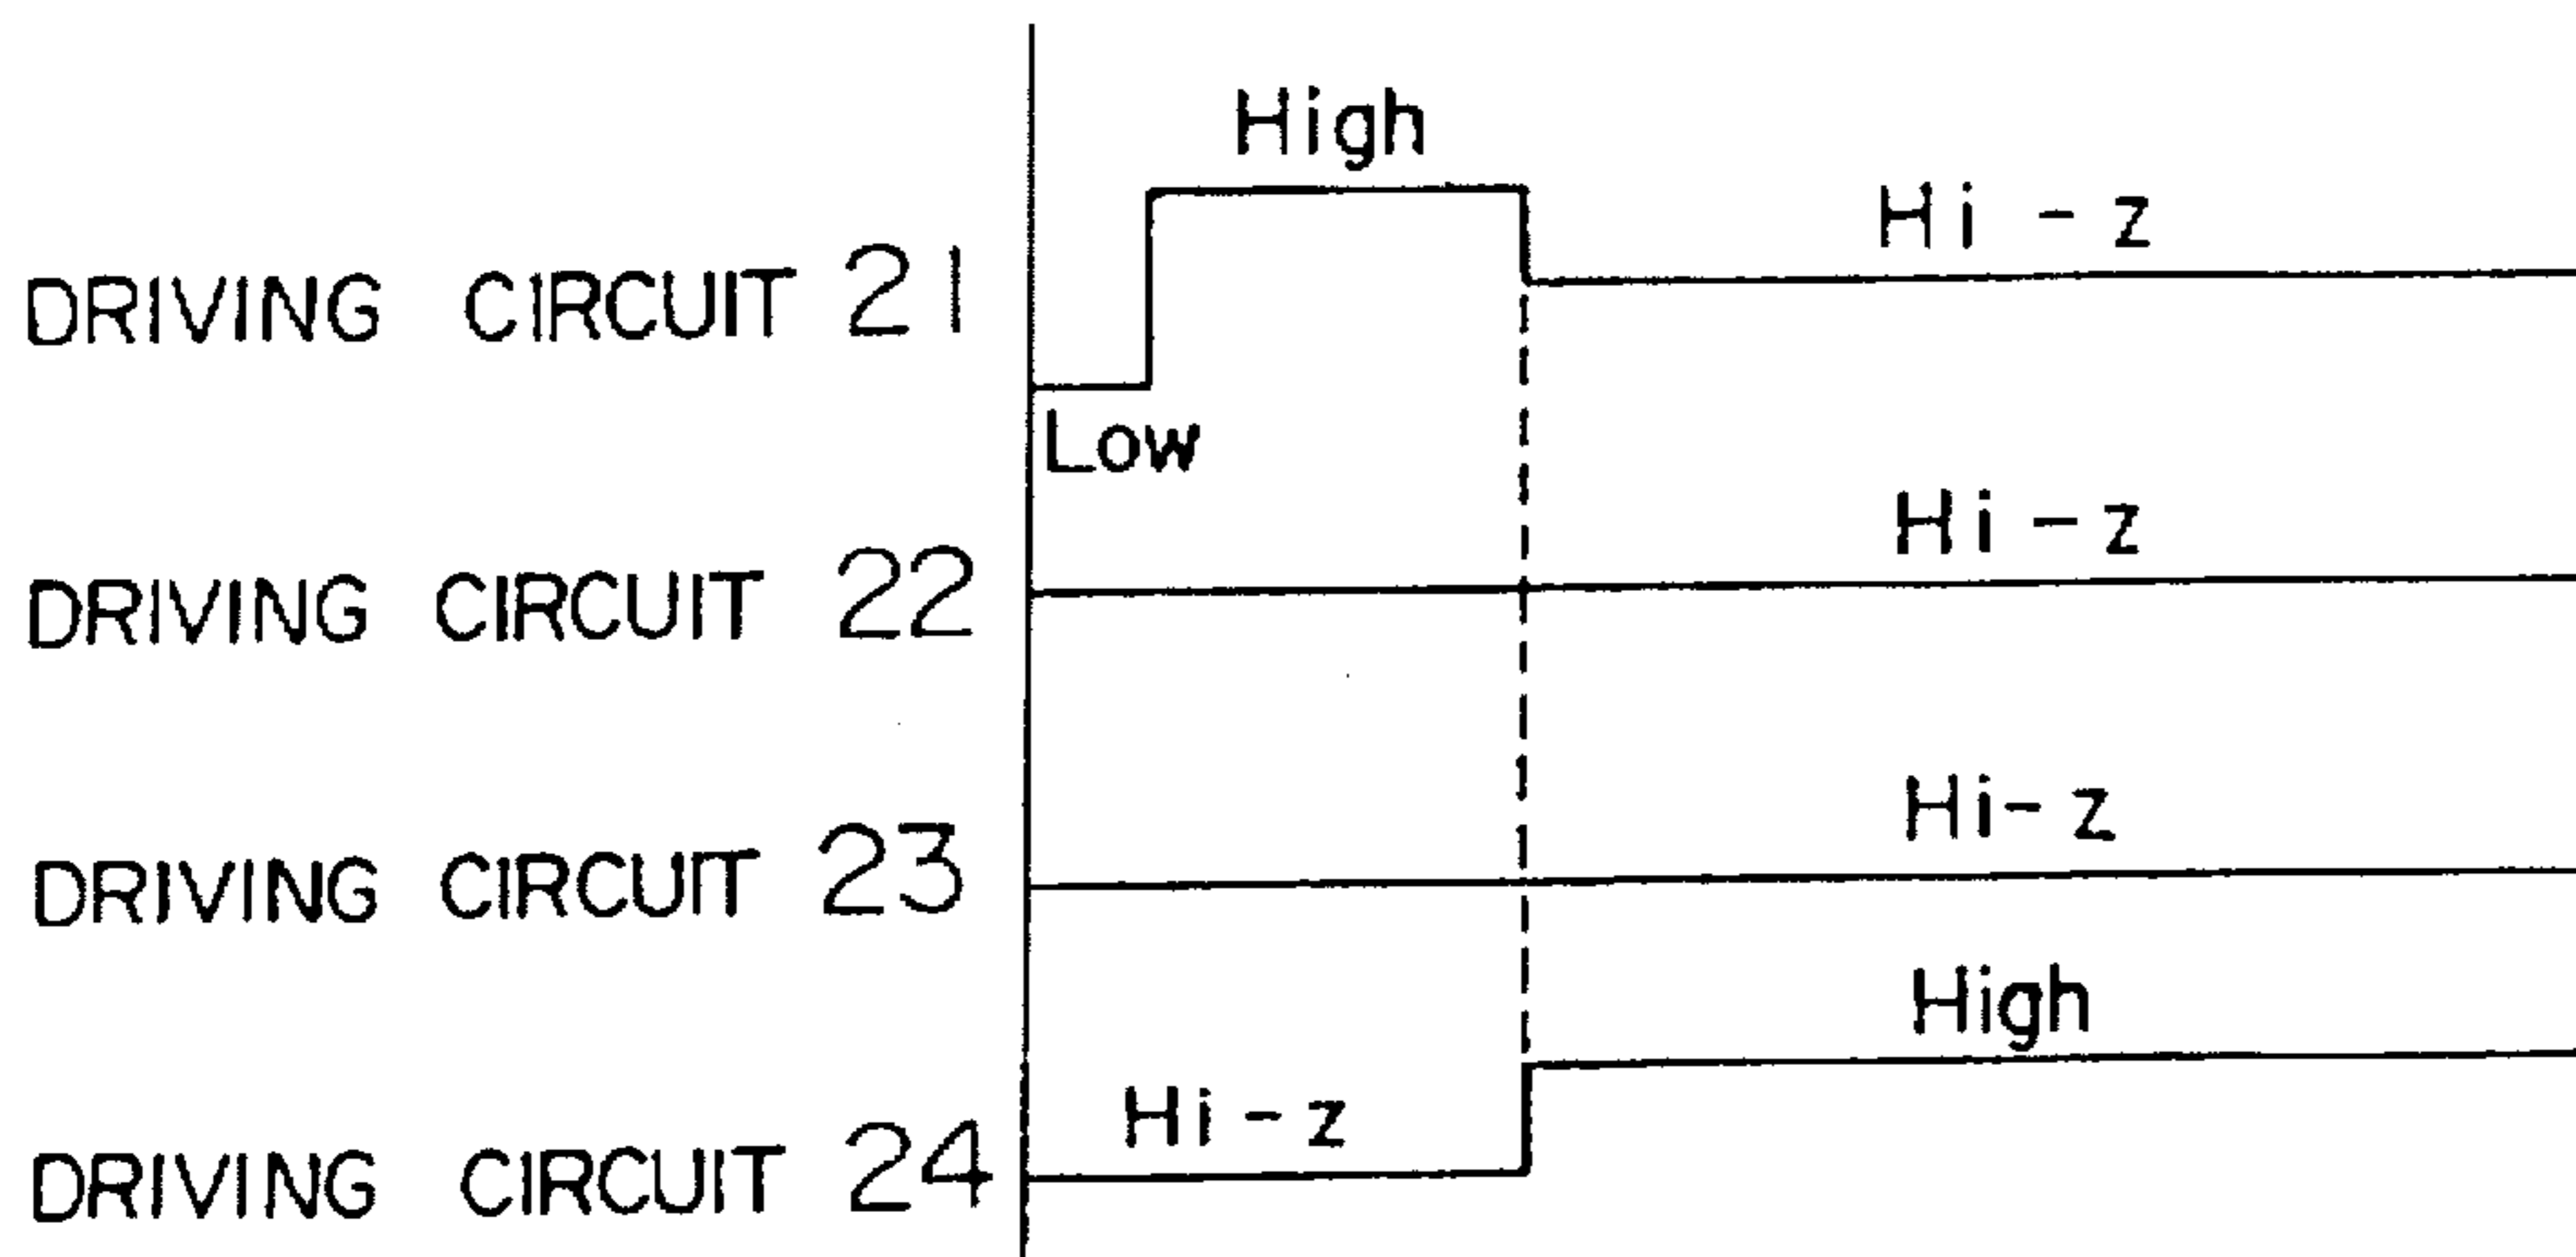 High
Hi - z
DRIVING CIRCUIT 21
Low
Hi - z
DRIVING CIRCUIT 22
Hi - z
DRIVING CIRCUIT 23
High
Hi - z
DRIVING CIRCUIT 24